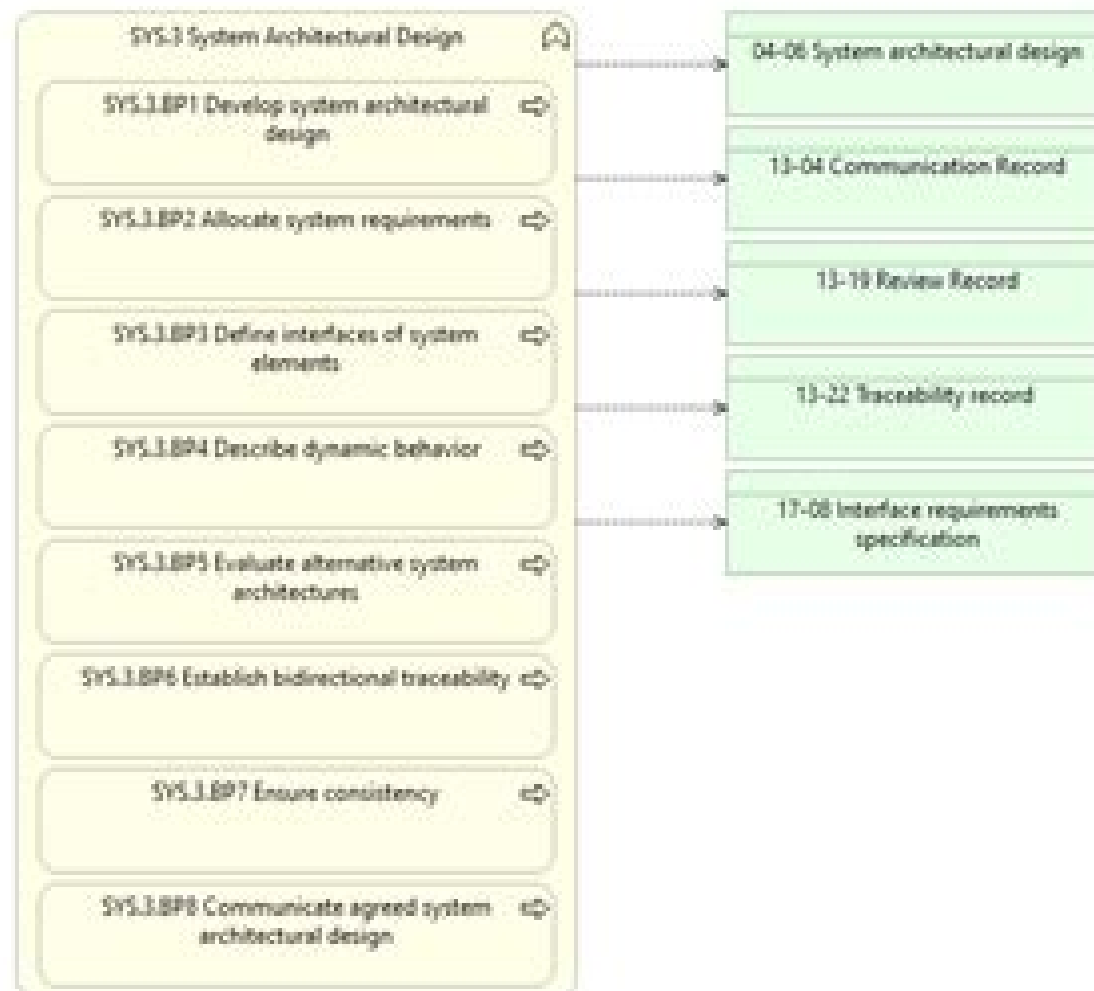 SYS.3 System Architectural Design
SYS.3.BP1 Develop system architectural
design
SYS.3.BP2 Allocate system requirements
SYS.3.BP3 Define interfaces of system
elements
SYS.3.BP4 Describe dynamic behavior
SYS.3.BP5 Evaluate alternative system
architectures
SYS.3.BP6 Establish bidirectional traceability
SYS.3.BP7 Ensure consistency
SYS.3.BP8 Communicate agreed system
architectural design
04-06 System architectural design
13-04 Communication Record
13-19 Review Record
13-22 Traceability record
17-08 Interface requirements
specification